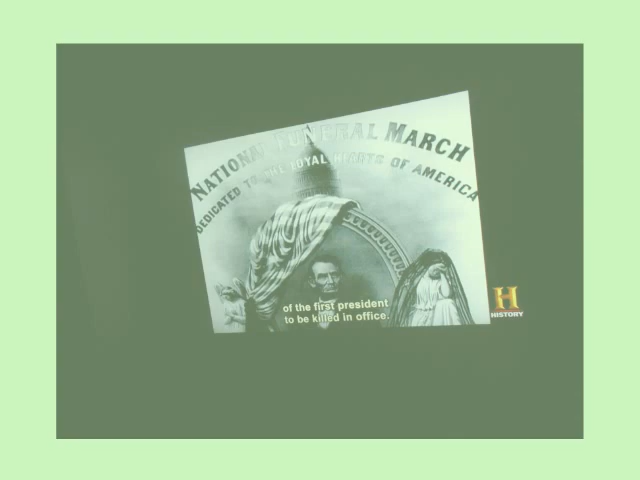 NATIONAL FUNERAL MARCH
DEDICATED TO THE LOYAL HEARTS OF AMERICA
of the first president
to be killed in office.
H
HISTORY